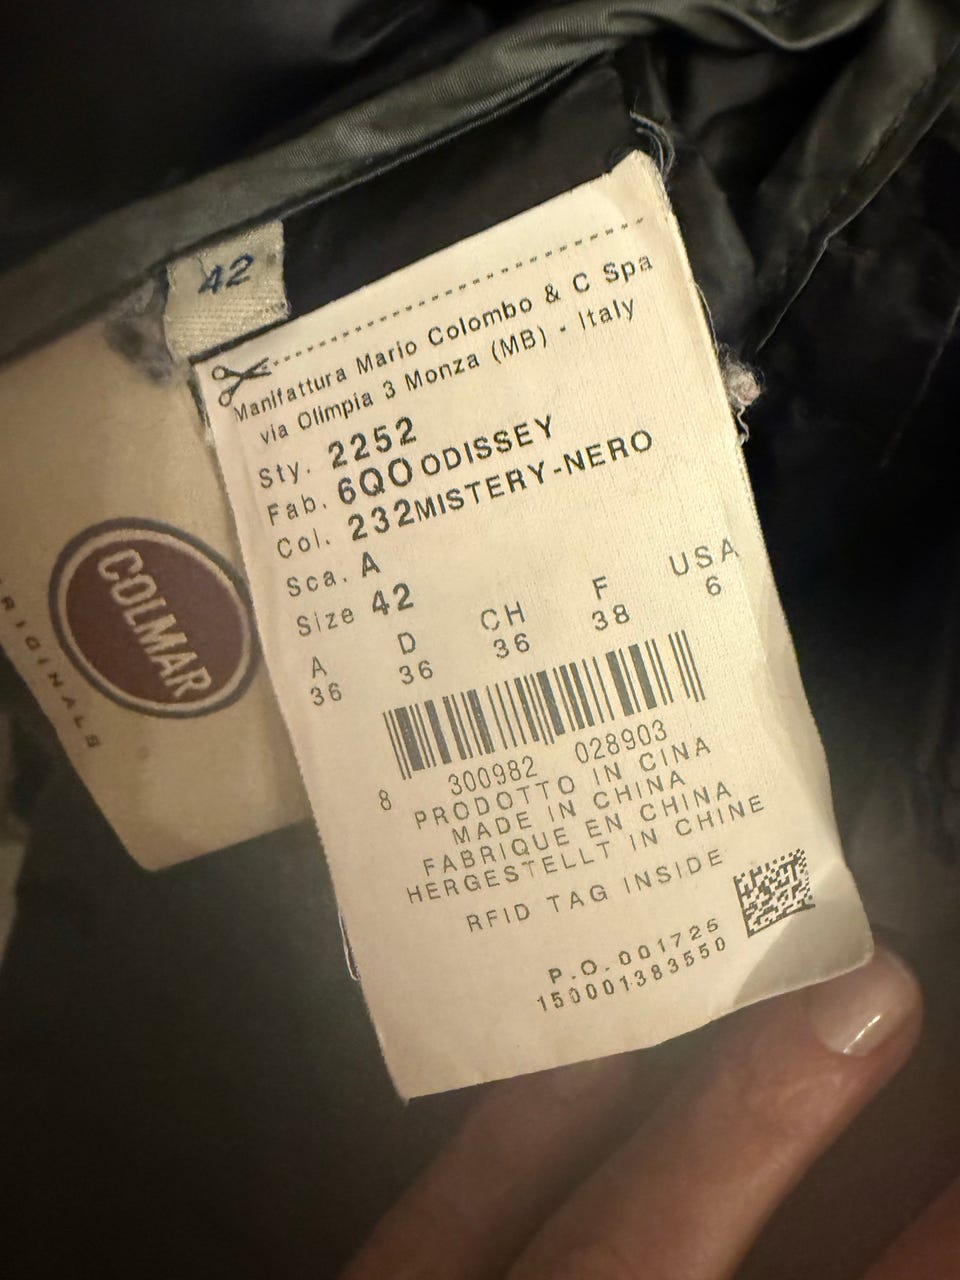 42
Manifattura Mario Colombo & C Spa
via Olimpia 3 Monza (MB) - Italy
Sty. 2252
Fab. 6QO ODISSEY
Col. 232 MISTERY-NERO
Sca. A
Size 42
A D CH F USA
36 36 36 38 6
8 300982 028903
PRODOTTO IN CINA
MADE IN CHINA
FABRIQUE EN CHINA
HERGESTELLT IN CHINE
RFID TAG INSIDE
P.O. 001725
150001383550
COLMAR
RIGINALS